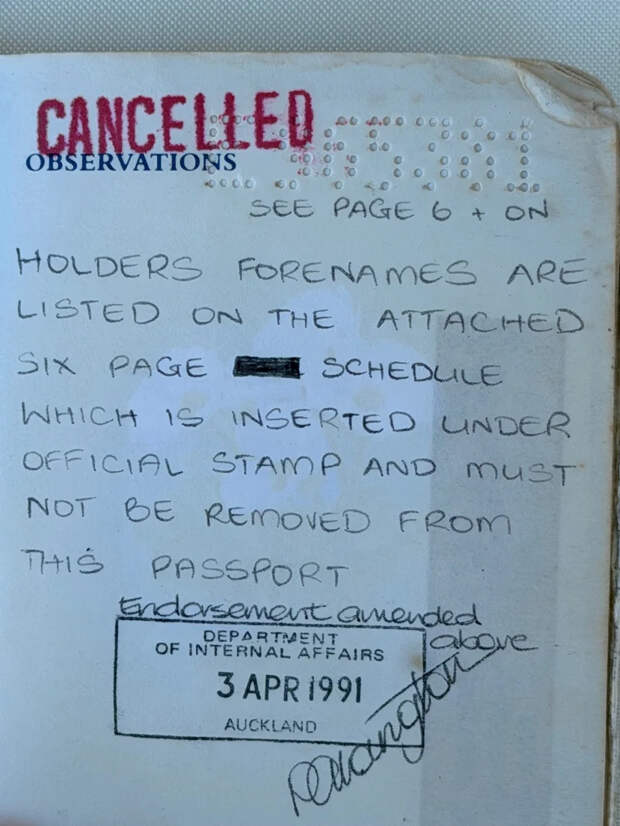 CANCELLED
OBSERVATIONS
SEE PAGE 6 + ON
HOLDERS FORENAMES ARE
LISTED ON THE ATTACHED
SIX PAGE SCHEDULE
WHICH IS INSERTED UNDER
OFFICIAL STAMP AND MUST
NOT BE REMOVED FROM
THIS PASSPORT
Endorsement amended
above
DEPARTMENT
OF INTERNAL AFFAIRS
3 APR 1991
AUCKLAND